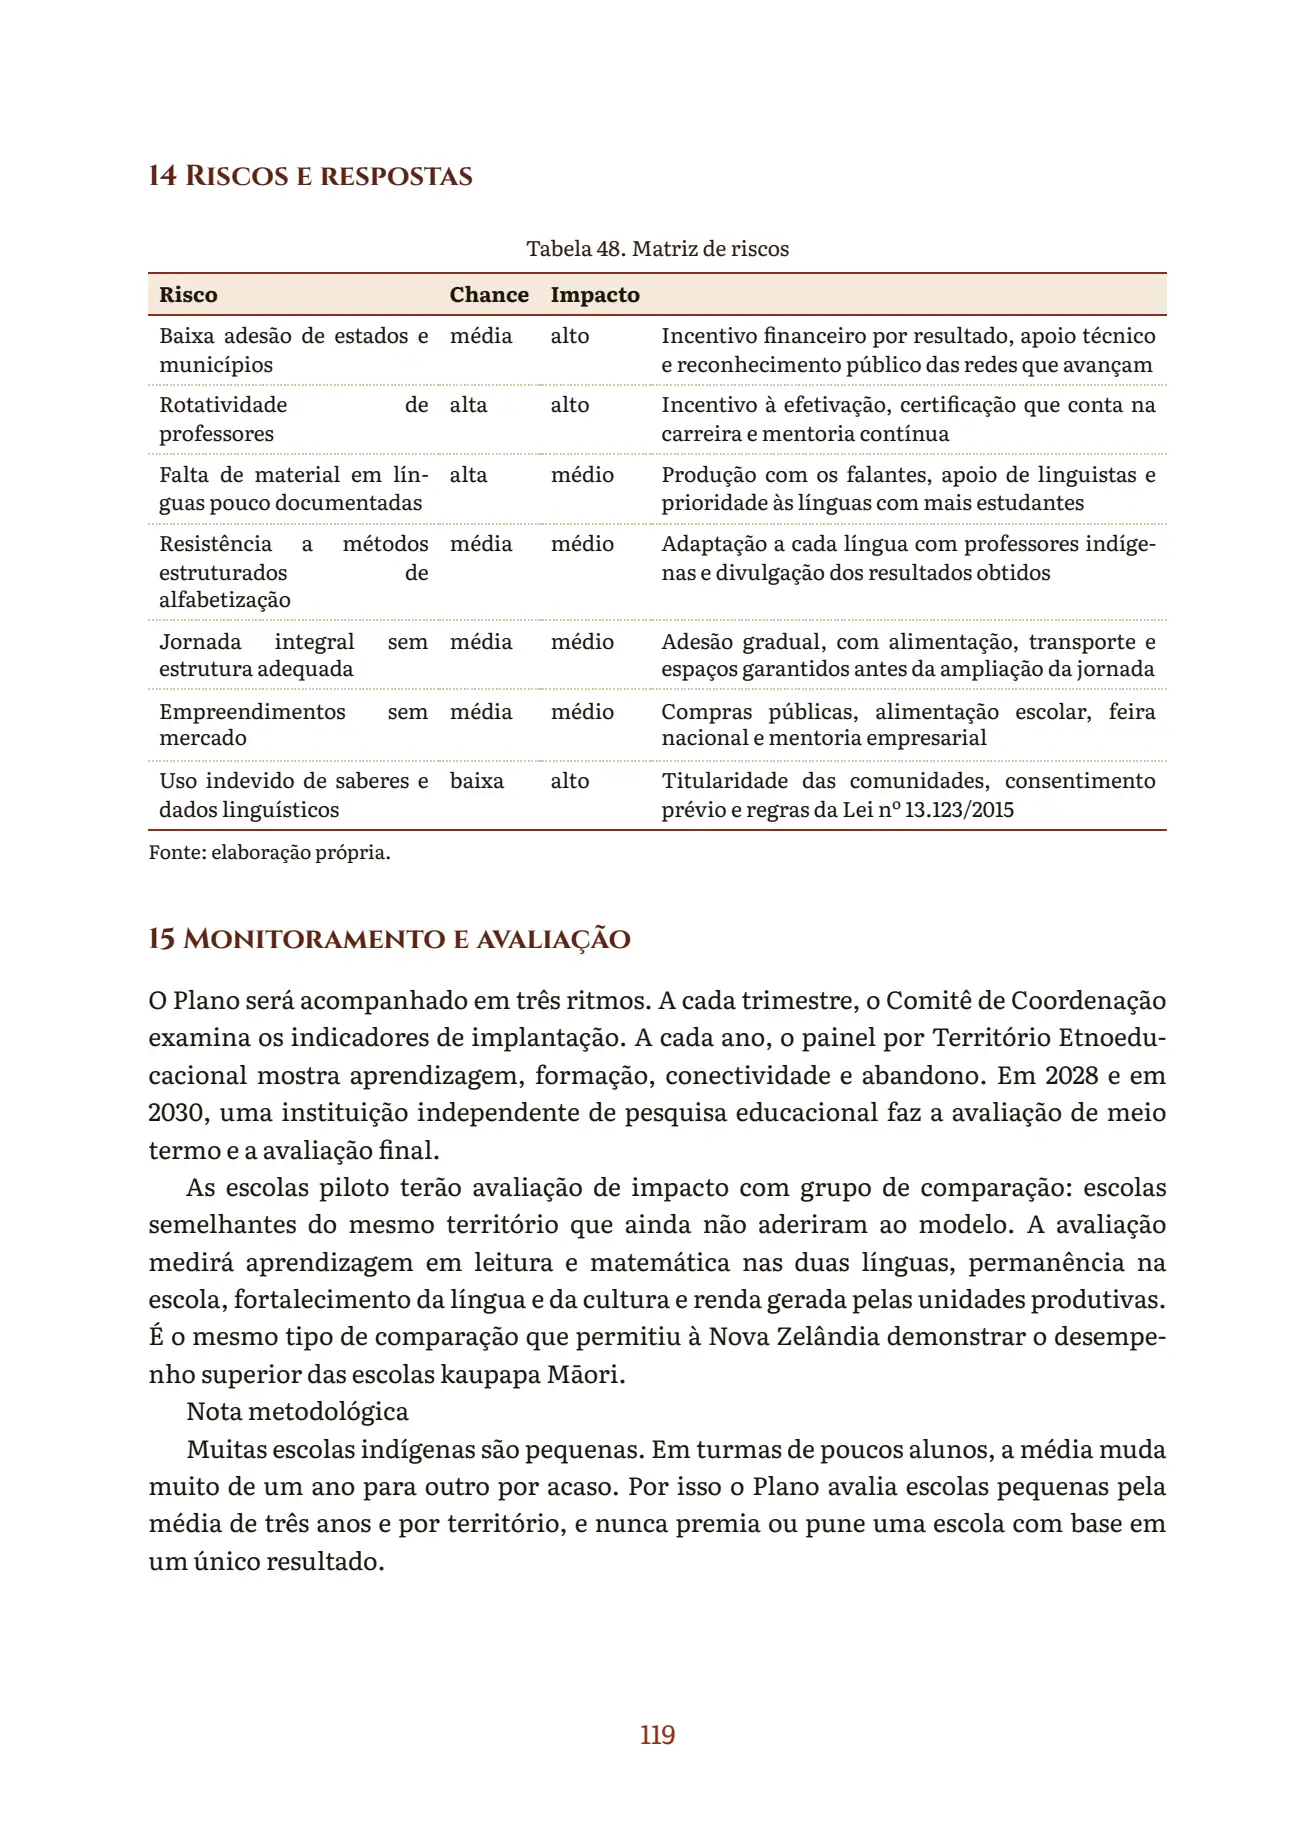 14 Riscos e respostas
Tabela 48. Matriz de riscos
Risco Chance Impacto
Baixa adesão de estados e média alto Incentivo financeiro por resultado, apoio técnico
municípios e reconhecimento público das redes que avançam
Rotatividade de alta alto Incentivo à efetivação, certificação que conta na
professores carreira e mentoria contínua
Falta de material em lín- alta médio Produção com os falantes, apoio de linguistas e
guas pouco documentadas prioridade às línguas com mais estudantes
Resistência a métodos média médio Adaptação a cada língua com professores indíge-
estruturados de nas e divulgação dos resultados obtidos
alfabetização
Jornada integral sem média médio Adesão gradual, com alimentação, transporte e
estrutura adequada espaços garantidos antes da ampliação da jornada
Empreendimentos sem média médio Compras públicas, alimentação escolar, feira
mercado nacional e mentoria empresarial
Uso indevido de saberes e baixa alto Titularidade das comunidades, consentimento
dados linguísticos prévio e regras da Lei nº 13.123/2015
Fonte: elaboração própria.
15 Monitoramento e avaliação
O Plano será acompanhado em três ritmos. A cada trimestre, o Comitê de Coordenação
examina os indicadores de implantação. A cada ano, o painel por Território Etnoedu-
cacional mostra aprendizagem, formação, conectividade e abandono. Em 2028 e em
2030, uma instituição independente de pesquisa educacional faz a avaliação de meio
termo e a avaliação final.
As escolas piloto terão avaliação de impacto com grupo de comparação: escolas
semelhantes do mesmo território que ainda não aderiram ao modelo. A avaliação
medirá aprendizagem em leitura e matemática nas duas línguas, permanência na
escola, fortalecimento da língua e da cultura e renda gerada pelas unidades produtivas.
É o mesmo tipo de comparação que permitiu à Nova Zelândia demonstrar o desempe-
nho superior das escolas kaupapa Māori.
Nota metodológica
Muitas escolas indígenas são pequenas. Em turmas de poucos alunos, a média muda
muito de um ano para outro por acaso. Por isso o Plano avalia escolas pequenas pela
média de três anos e por território, e nunca premia ou pune uma escola com base em
um único resultado.
119